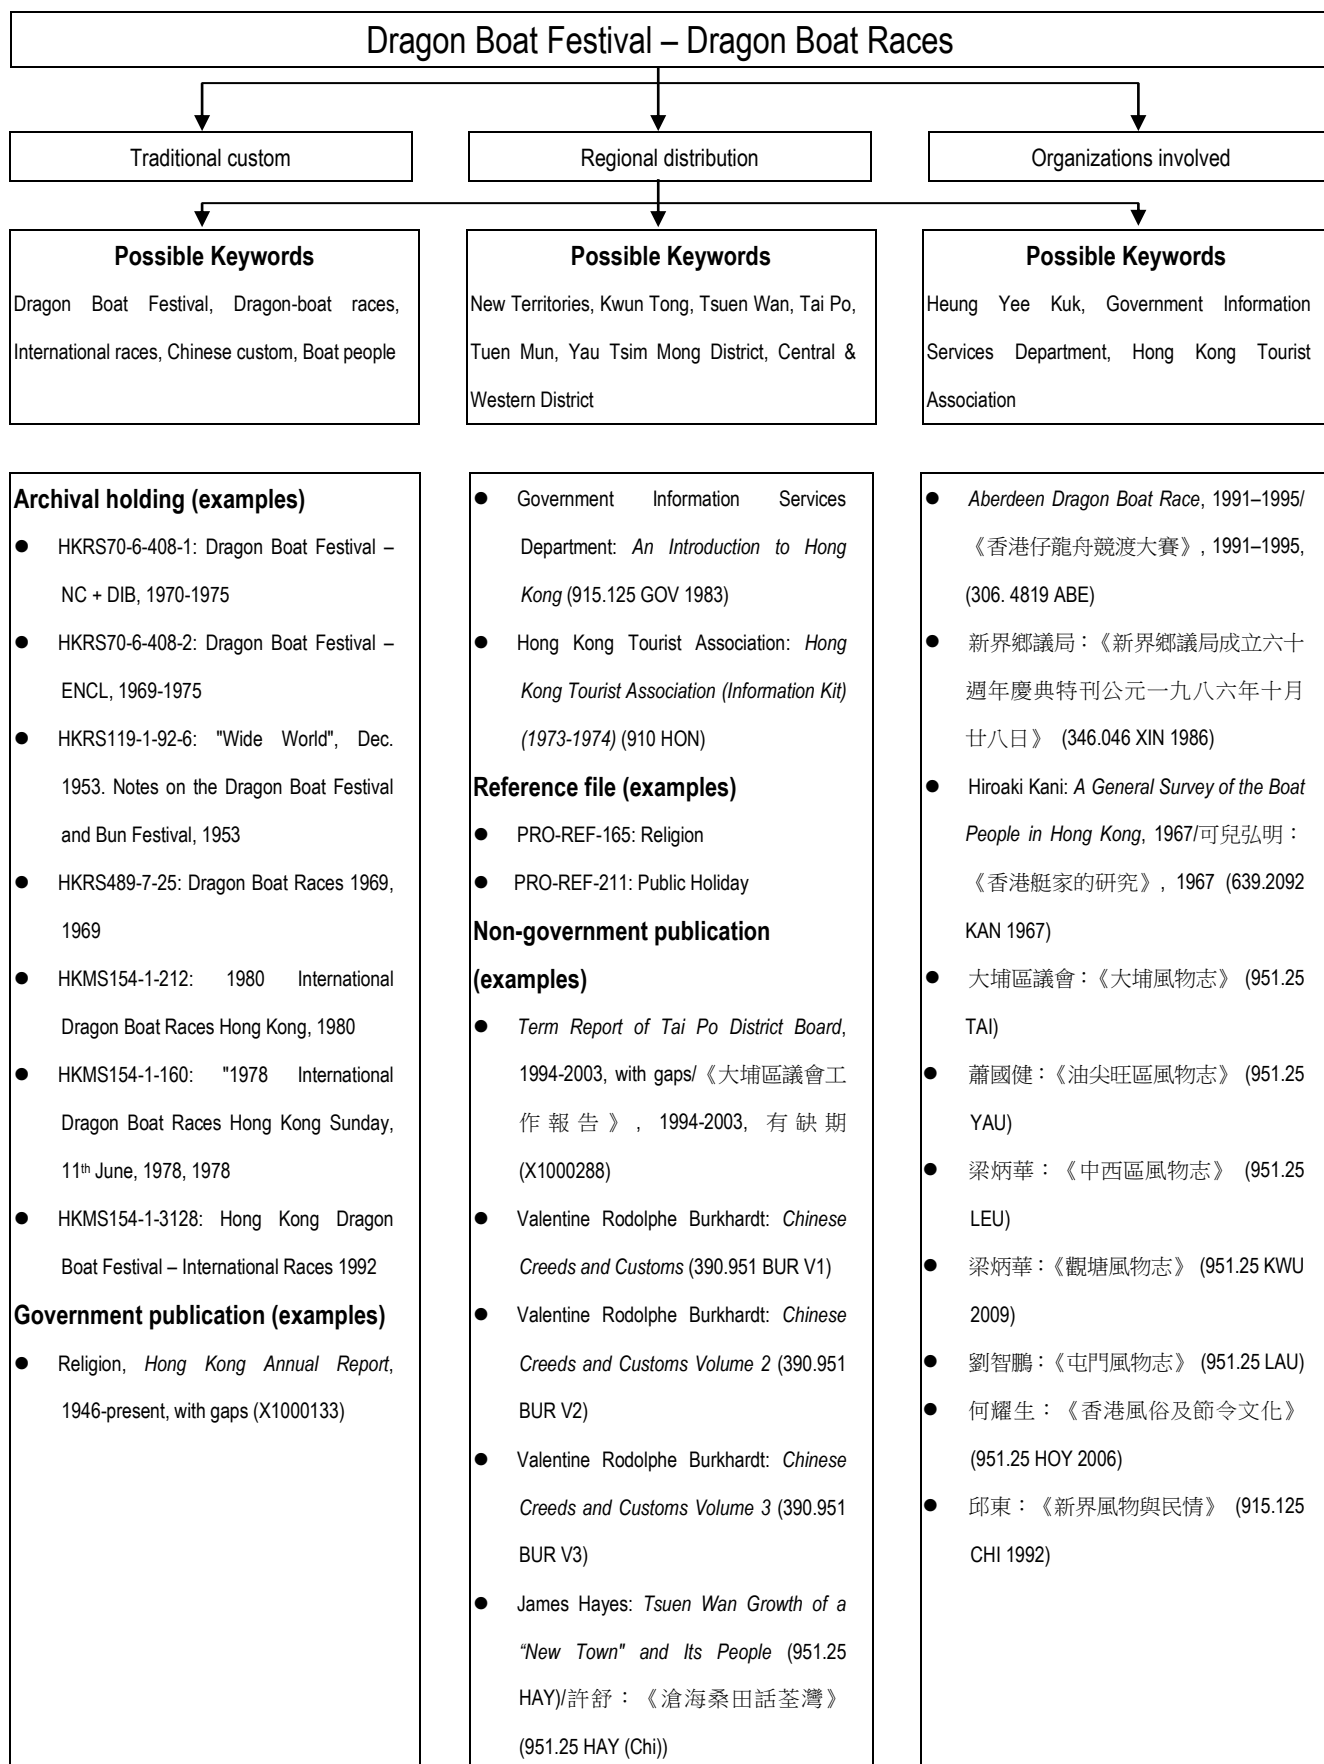 Dragon Boat Festival – Dragon Boat Races
Traditional custom
Regional distribution
Organizations involved
Possible Keywords
Dragon Boat Festival, Dragon-boat races,
International races, Chinese custom, Boat people
Possible Keywords
New Territories, Kwun Tong, Tsuen Wan, Tai Po,
Tuen Mun, Yau Tsim Mong District, Central &
Western District
Possible Keywords
Heung Yee Kuk, Government Information
Services Department, Hong Kong Tourist
Association
Archival holding (examples)
● HKRS70-6-408-1: Dragon Boat Festival –
NC + DIB, 1970-1975
● HKRS70-6-408-2: Dragon Boat Festival –
ENCL, 1969-1975
● HKRS119-1-92-6: "Wide World", Dec.
1953. Notes on the Dragon Boat Festival
and Bun Festival, 1953
● HKRS489-7-25: Dragon Boat Races 1969,
1969
● HKMS154-1-212: 1980 International
Dragon Boat Races Hong Kong, 1980
● HKMS154-1-160: "1978 International
Dragon Boat Races Hong Kong Sunday,
11th June, 1978, 1978
● HKMS154-1-3128: Hong Kong Dragon
Boat Festival – International Races 1992
Government publication (examples)
● Religion, Hong Kong Annual Report,
1946-present, with gaps (X1000133)
● Government Information Services
Department: An Introduction to Hong
Kong (915.125 GOV 1983)
● Hong Kong Tourist Association: Hong
Kong Tourist Association (Information Kit)
(1973-1974) (910 HON)
Reference file (examples)
● PRO-REF-165: Religion
● PRO-REF-211: Public Holiday
Non-government publication
(examples)
● Term Report of Tai Po District Board,
1994-2003, with gaps/《大埔區議會工
作報告》, 1994-2003, 有缺期
(X1000288)
● Valentine Rodolphe Burkhardt: Chinese
Creeds and Customs (390.951 BUR V1)
● Valentine Rodolphe Burkhardt: Chinese
Creeds and Customs Volume 2 (390.951
BUR V2)
● Valentine Rodolphe Burkhardt: Chinese
Creeds and Customs Volume 3 (390.951
BUR V3)
● James Hayes: Tsuen Wan Growth of a
“New Town" and Its People (951.25
HAY)/許舒：《滄海桑田話荃灣》
(951.25 HAY (Chi))
● Aberdeen Dragon Boat Race, 1991–1995/
《香港仔龍舟競渡大賽》, 1991–1995,
(306. 4819 ABE)
● 新界鄉議局：《新界鄉議局成立六十
週年慶典特刊公元一九八六年十月
廿八日》 (346.046 XIN 1986)
● Hiroaki Kani: A General Survey of the Boat
People in Hong Kong, 1967/可兒弘明：
《香港艇家的研究》, 1967 (639.2092
KAN 1967)
● 大埔區議會：《大埔風物志》 (951.25
TAI)
● 蕭國健：《油尖旺區風物志》 (951.25
YAU)
● 梁炳華：《中西區風物志》 (951.25
LEU)
● 梁炳華：《觀塘風物志》 (951.25 KWU
2009)
● 劉智鵬：《屯門風物志》 (951.25 LAU)
● 何耀生：《香港風俗及節令文化》
(951.25 HOY 2006)
● 邱東：《新界風物與民情》 (915.125
CHI 1992)